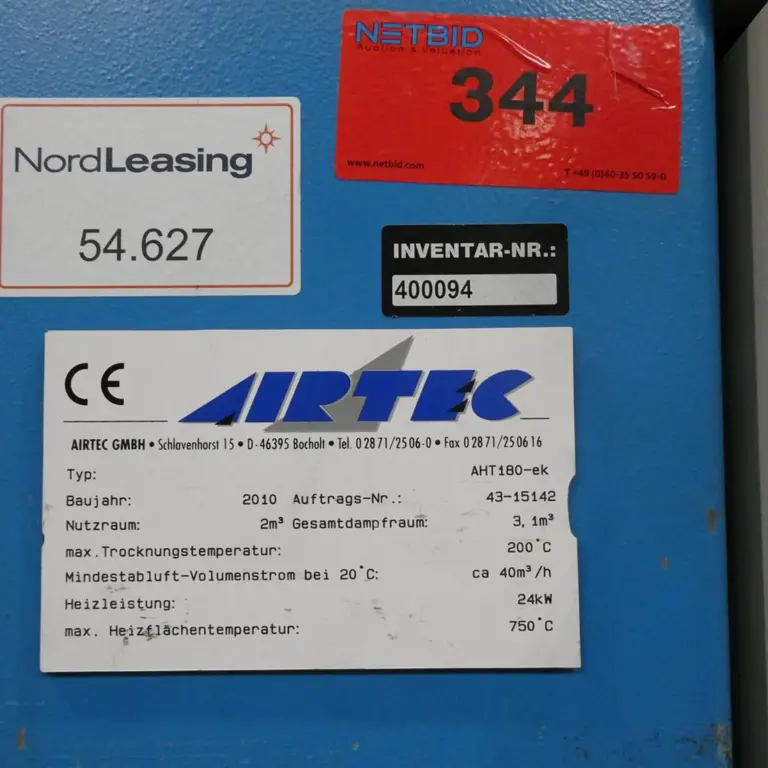 NETBID
Auction & Valuation
344
www.netbid.com
T +49 (0)40-35 50 59-0
NordLeasing
54.627
INVENTAR-NR.:
400094
CE
AIRTEC
AIRTEC GMBH • Schlavenhorst 15 • D-46395 Bocholt • Tel. 0 28 71/25 06-0 • Fax 0 28 71/25 06 16
Typ: AHT180-ek
Baujahr: 2010 Auftrags-Nr.: 43-15142
Nutzraum: 2m³ Gesamtdampfraum: 3,1m³
max.Trocknungstemperatur: 200°C
Mindestabluft-Volumenstrom bei 20°C: ca 40m³/h
Heizleistung: 24kW
max. Heizflächentemperatur: 750°C